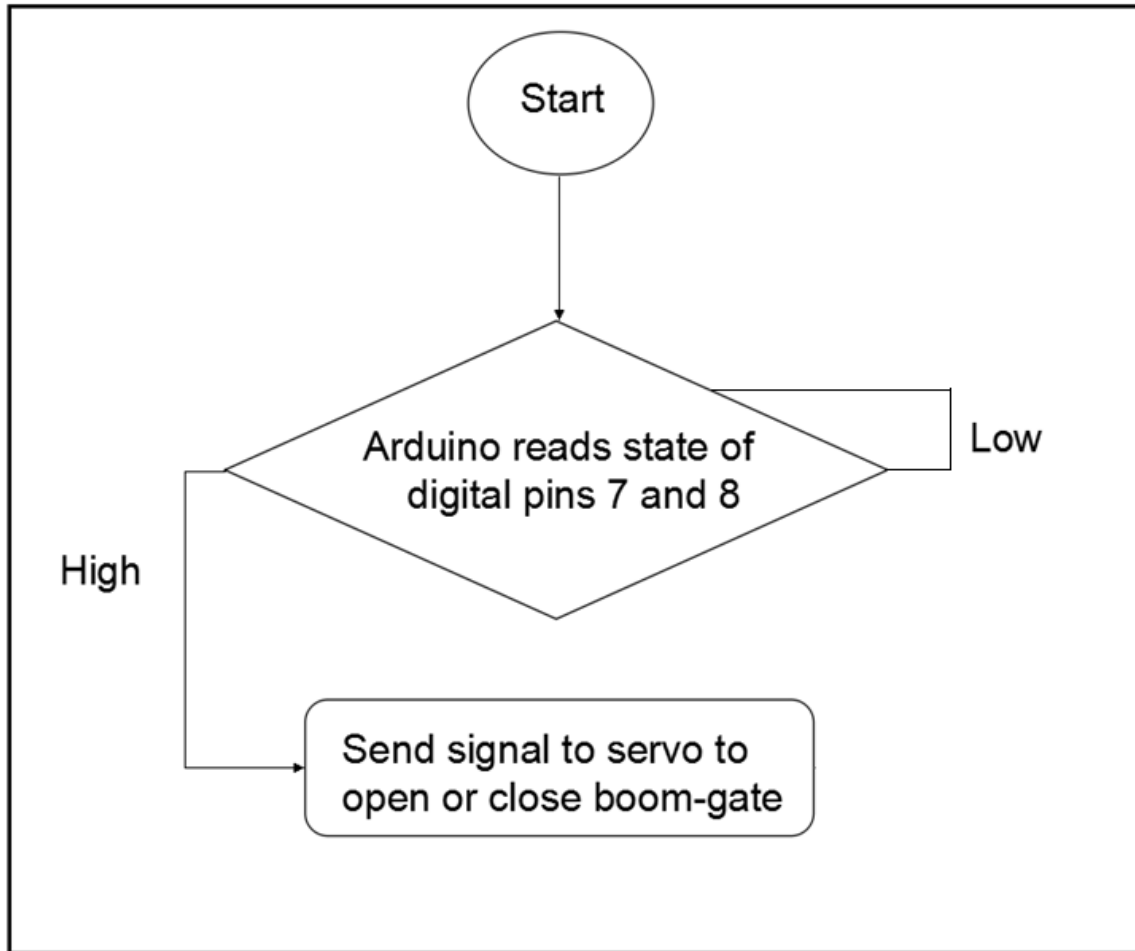 Start
Arduino reads state of
digital pins 7 and 8
Low
High
Send signal to servo to
open or close boom-gate